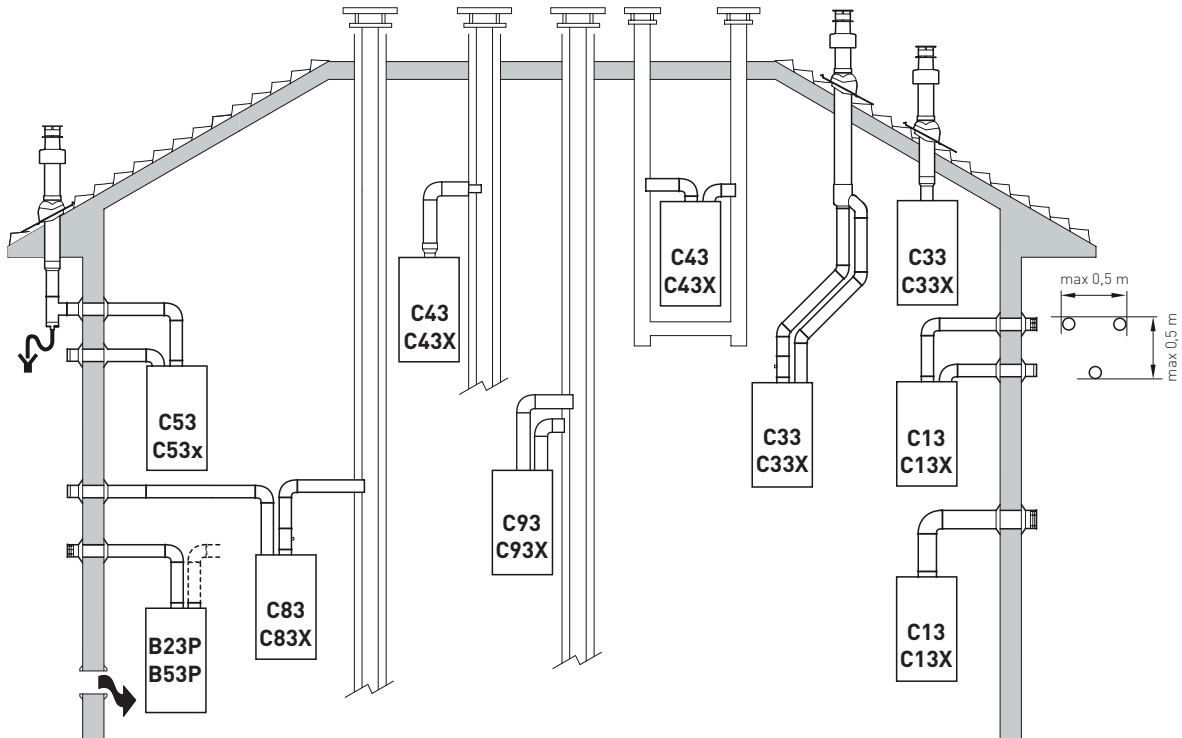 C43
C43X
C33
C33X
max 0,5 m
max 0,5 m
C43
C43X
C53
C53x
C33
C33X
C13
C13X
C93
C93X
C83
C83X
B23P
B53P
C13
C13X